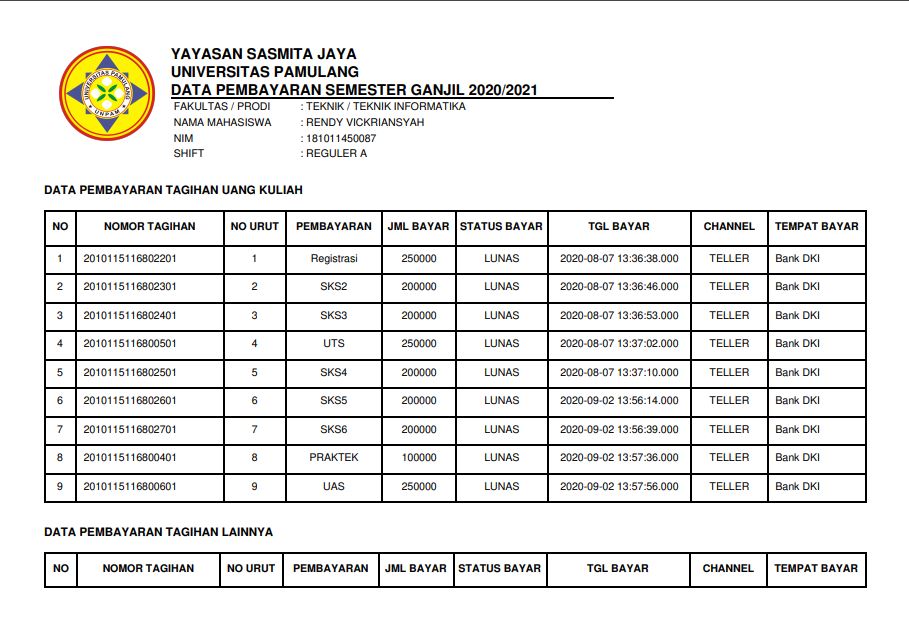 UNIVERSITAS PAMULANG
UNPAM
YAYASAN SASMITA JAYA
UNIVERSITAS PAMULANG
DATA PEMBAYARAN SEMESTER GANJIL 2020/2021
FAKULTAS / PRODI : TEKNIK / TEKNIK INFORMATIKA
NAMA MAHASISWA : RENDY VICKRIANSYAH
NIM : 181011450087
SHIFT : REGULER A
DATA PEMBAYARAN TAGIHAN UANG KULIAH
NO NOMOR TAGIHAN NO URUT PEMBAYARAN JML BAYAR STATUS BAYAR TGL BAYAR CHANNEL TEMPAT BAYAR
1 2010115116802201 1 Registrasi 250000 LUNAS 2020-08-07 13:36:38.000 TELLER Bank DKI
2 2010115116802301 2 SKS2 200000 LUNAS 2020-08-07 13:36:46.000 TELLER Bank DKI
3 2010115116802401 3 SKS3 200000 LUNAS 2020-08-07 13:36:53.000 TELLER Bank DKI
4 2010115116800501 4 UTS 250000 LUNAS 2020-08-07 13:37:02.000 TELLER Bank DKI
5 2010115116802501 5 SKS4 200000 LUNAS 2020-08-07 13:37:10.000 TELLER Bank DKI
6 2010115116802601 6 SKS5 200000 LUNAS 2020-09-02 13:56:14.000 TELLER Bank DKI
7 2010115116802701 7 SKS6 200000 LUNAS 2020-09-02 13:56:39.000 TELLER Bank DKI
8 2010115116800401 8 PRAKTEK 100000 LUNAS 2020-09-02 13:57:36.000 TELLER Bank DKI
9 2010115116800601 9 UAS 250000 LUNAS 2020-09-02 13:57:56.000 TELLER Bank DKI
DATA PEMBAYARAN TAGIHAN LAINNYA
NO NOMOR TAGIHAN NO URUT PEMBAYARAN JML BAYAR STATUS BAYAR TGL BAYAR CHANNEL TEMPAT BAYAR